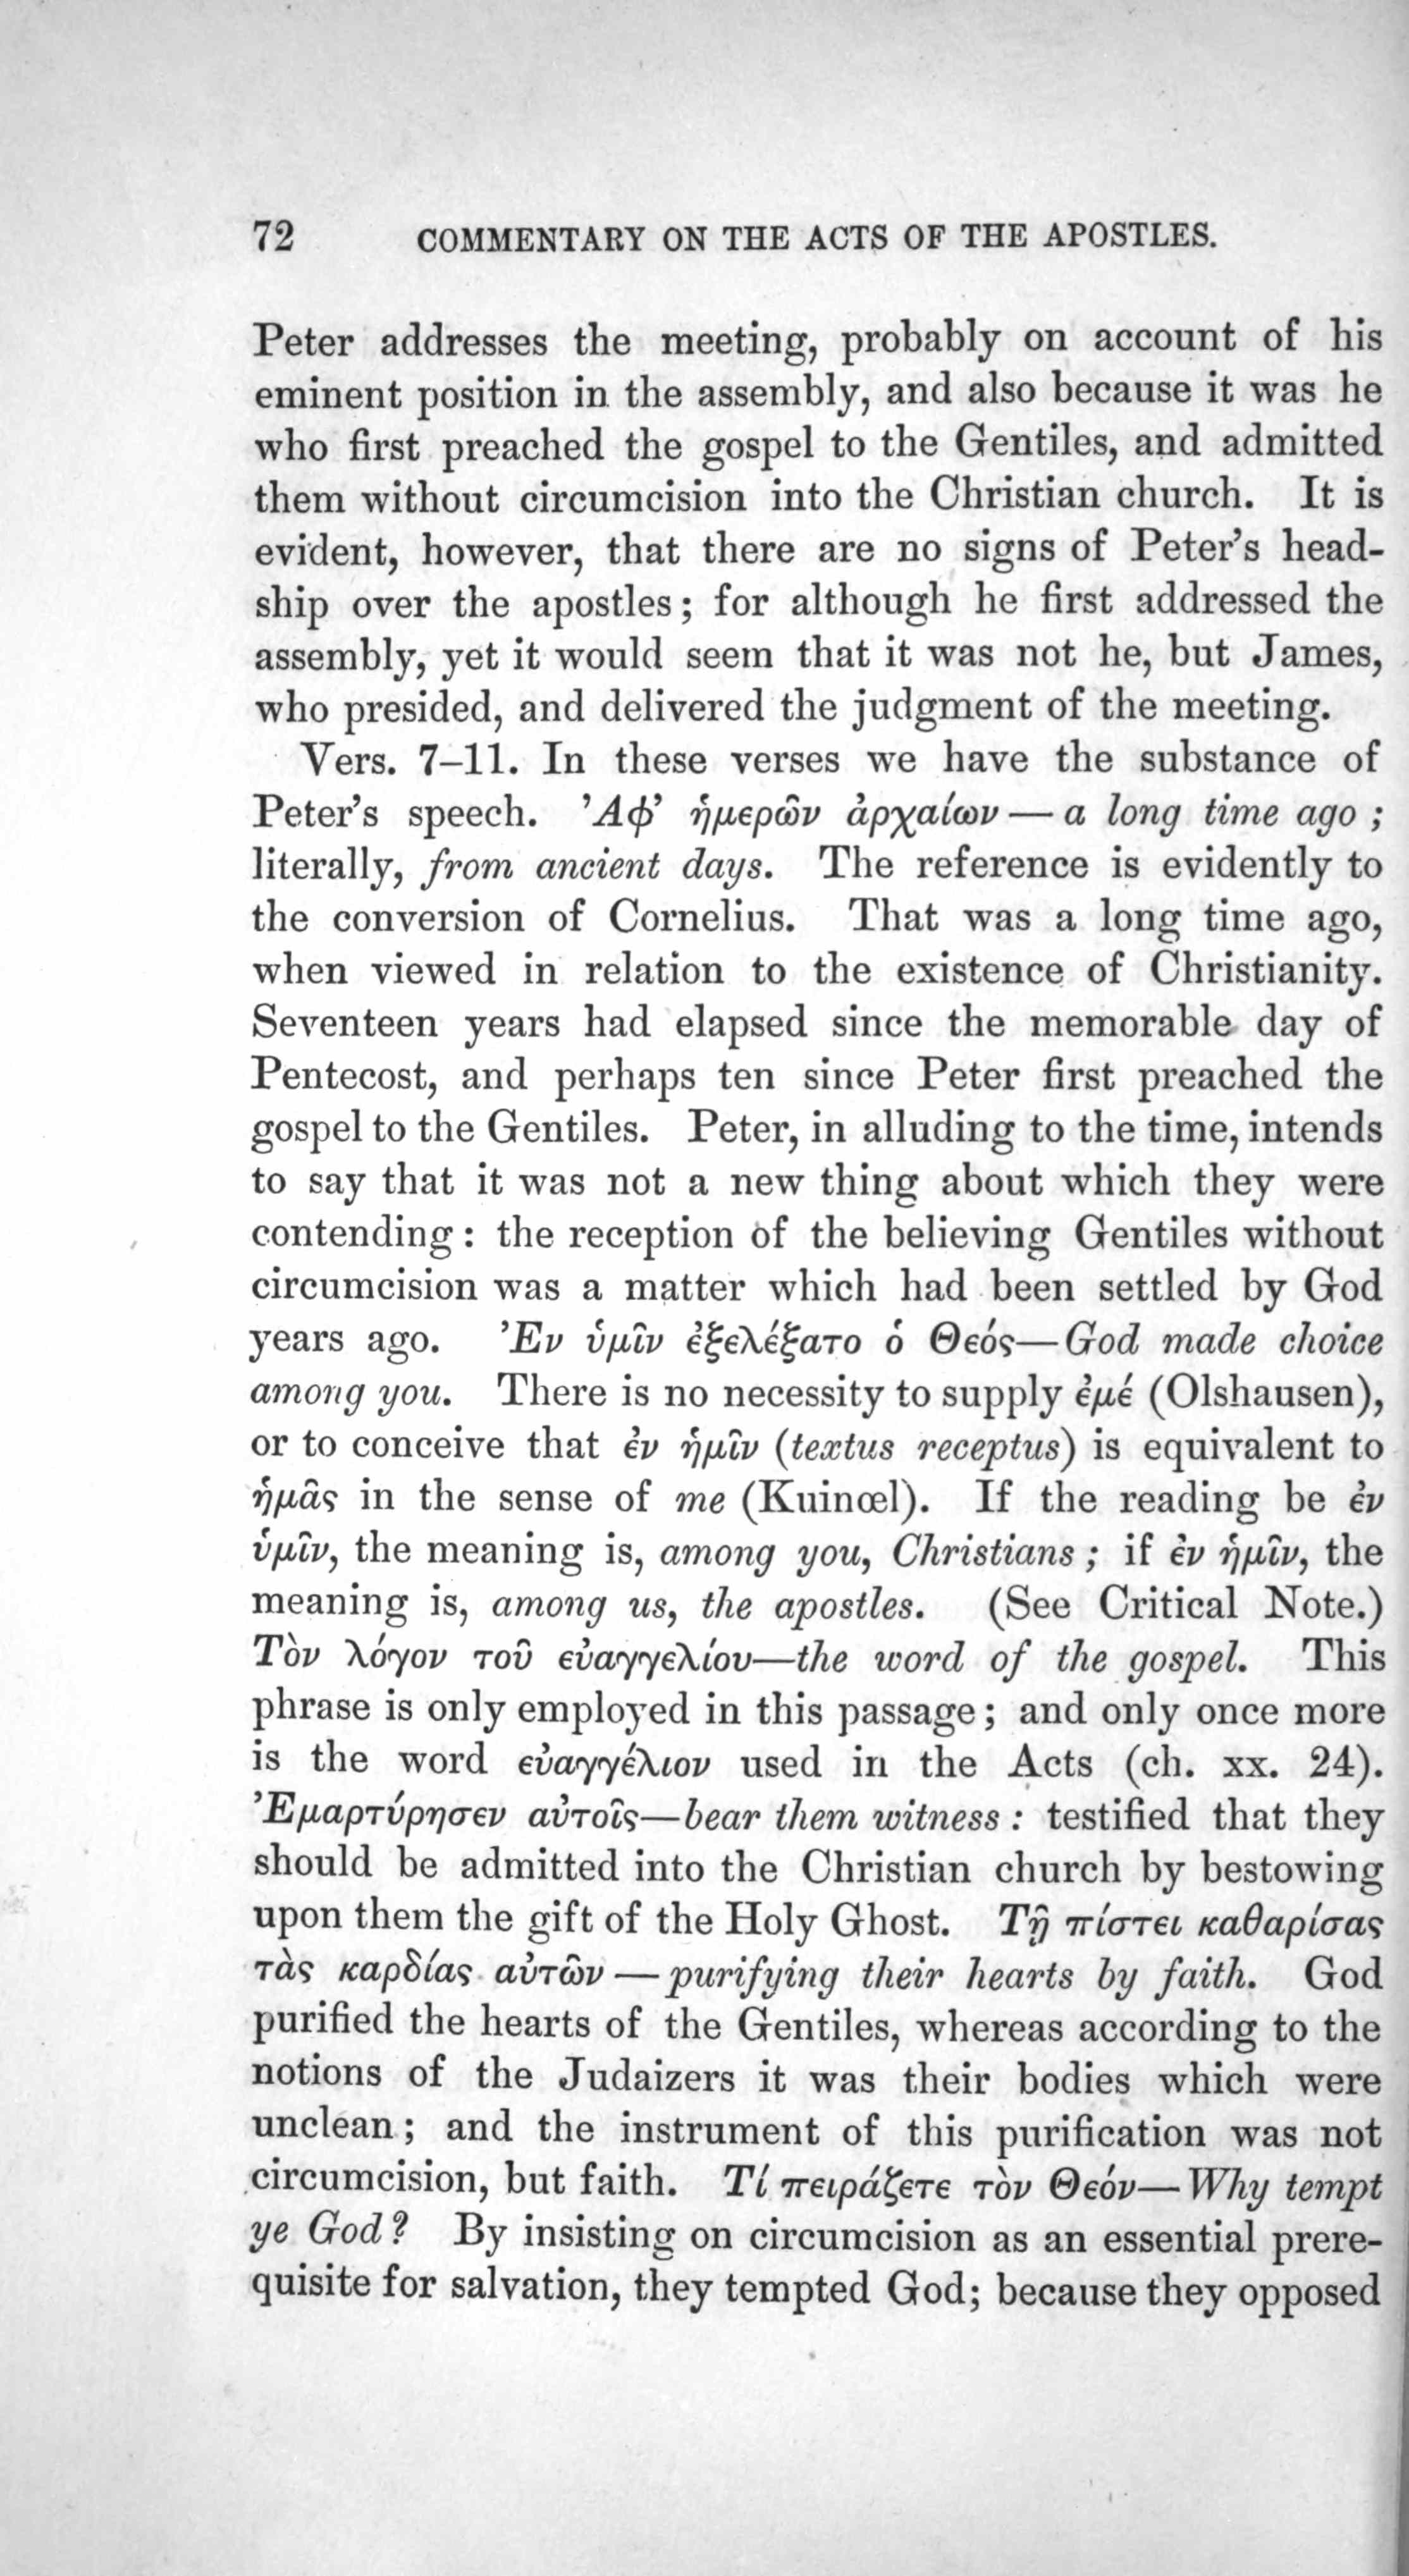 72 COMMENTARY ON THE ACTS OF THE APOSTLES.
Peter addresses the meeting, probably on account of his
eminent position in the assembly, and also because it was he
who first preached the gospel to the Gentiles, and admitted
them without circumcision into the Christian church. It is
evident, however, that there are no signs of Peter's head-
ship over the apostles; for although he first addressed the
assembly, yet it would seem that it was not he, but James,
who presided, and delivered the judgment of the meeting.
Vers. 7–11. In these verses we have the substance of
Peter's speech. Ἀφ' ἡμερῶν ἀρχαίων — a long time ago ;
literally, from ancient days. The reference is evidently to
the conversion of Cornelius. That was a long time ago,
when viewed in relation to the existence of Christianity.
Seventeen years had elapsed since the memorable day of
Pentecost, and perhaps ten since Peter first preached the
gospel to the Gentiles. Peter, in alluding to the time, intends
to say that it was not a new thing about which they were
contending : the reception of the believing Gentiles without
circumcision was a matter which had been settled by God
years ago. Ἐν ὑμῖν ἐξελέξατο ὁ Θεός—God made choice
among you. There is no necessity to supply ἐμέ (Olshausen),
or to conceive that ἐν ἡμῖν (textus receptus) is equivalent to
ἡμᾶς in the sense of me (Kuinœl). If the reading be ἐν
ὑμῖν, the meaning is, among you, Christians ; if ἐν ἡμῖν, the
meaning is, among us, the apostles. (See Critical Note.)
Τὸν λόγον τοῦ εὐαγγελίου—the word of the gospel. This
phrase is only employed in this passage ; and only once more
is the word εὐαγγέλιον used in the Acts (ch. xx. 24).
Ἐμαρτύρησεν αὐτοῖς—bear them witness : testified that they
should be admitted into the Christian church by bestowing
upon them the gift of the Holy Ghost. Τῇ πίστει καθαρίσας
τὰς καρδίας αὐτῶν — purifying their hearts by faith. God
purified the hearts of the Gentiles, whereas according to the
notions of the Judaizers it was their bodies which were
unclean ; and the instrument of this purification was not
circumcision, but faith. Τί πειράζετε τὸν Θεόν—Why tempt
ye God? By insisting on circumcision as an essential prere-
quisite for salvation, they tempted God; because they opposed